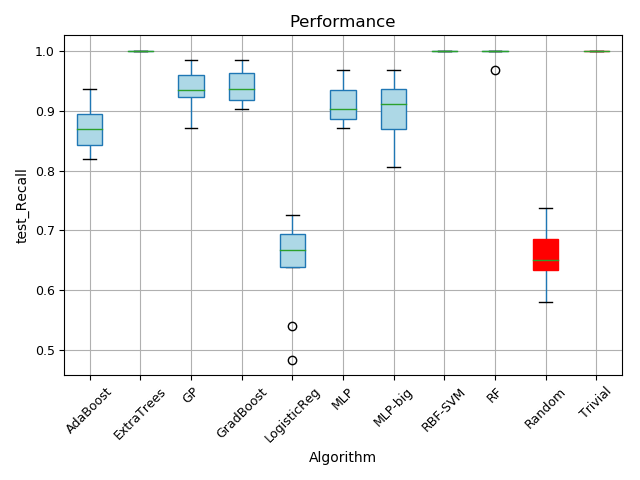 Performance
1.0
0.9
0.8
0.7
0.6
0.5
test_Recall
AdaBoost
ExtraTrees
GP
GradBoost
LogisticReg
MLP
MLP-big
RBF-SVM
RF
Random
Trivial
Algorithm